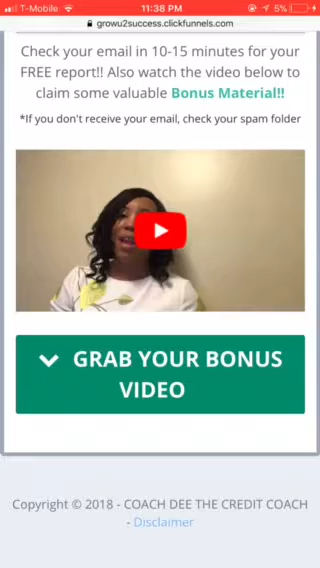 T-Mobile 11:38 PM 5%
growu2success.clickfunnels.com
Check your email in 10-15 minutes for your
FREE report!! Also watch the video below to
claim some valuable Bonus Material!!
*If you don't receive your email, check your spam folder
GRAB YOUR BONUS
VIDEO
Copyright © 2018 - COACH DEE THE CREDIT COACH
- Disclaimer